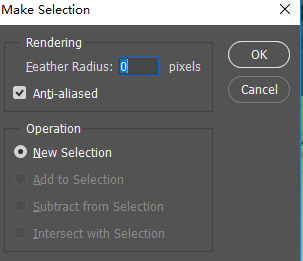 Make Selection
Rendering
Feather Radius: 0 pixels
OK
Anti-aliased
Cancel
Operation
New Selection
Add to Selection
Subtract from Selection
Intersect with Selection